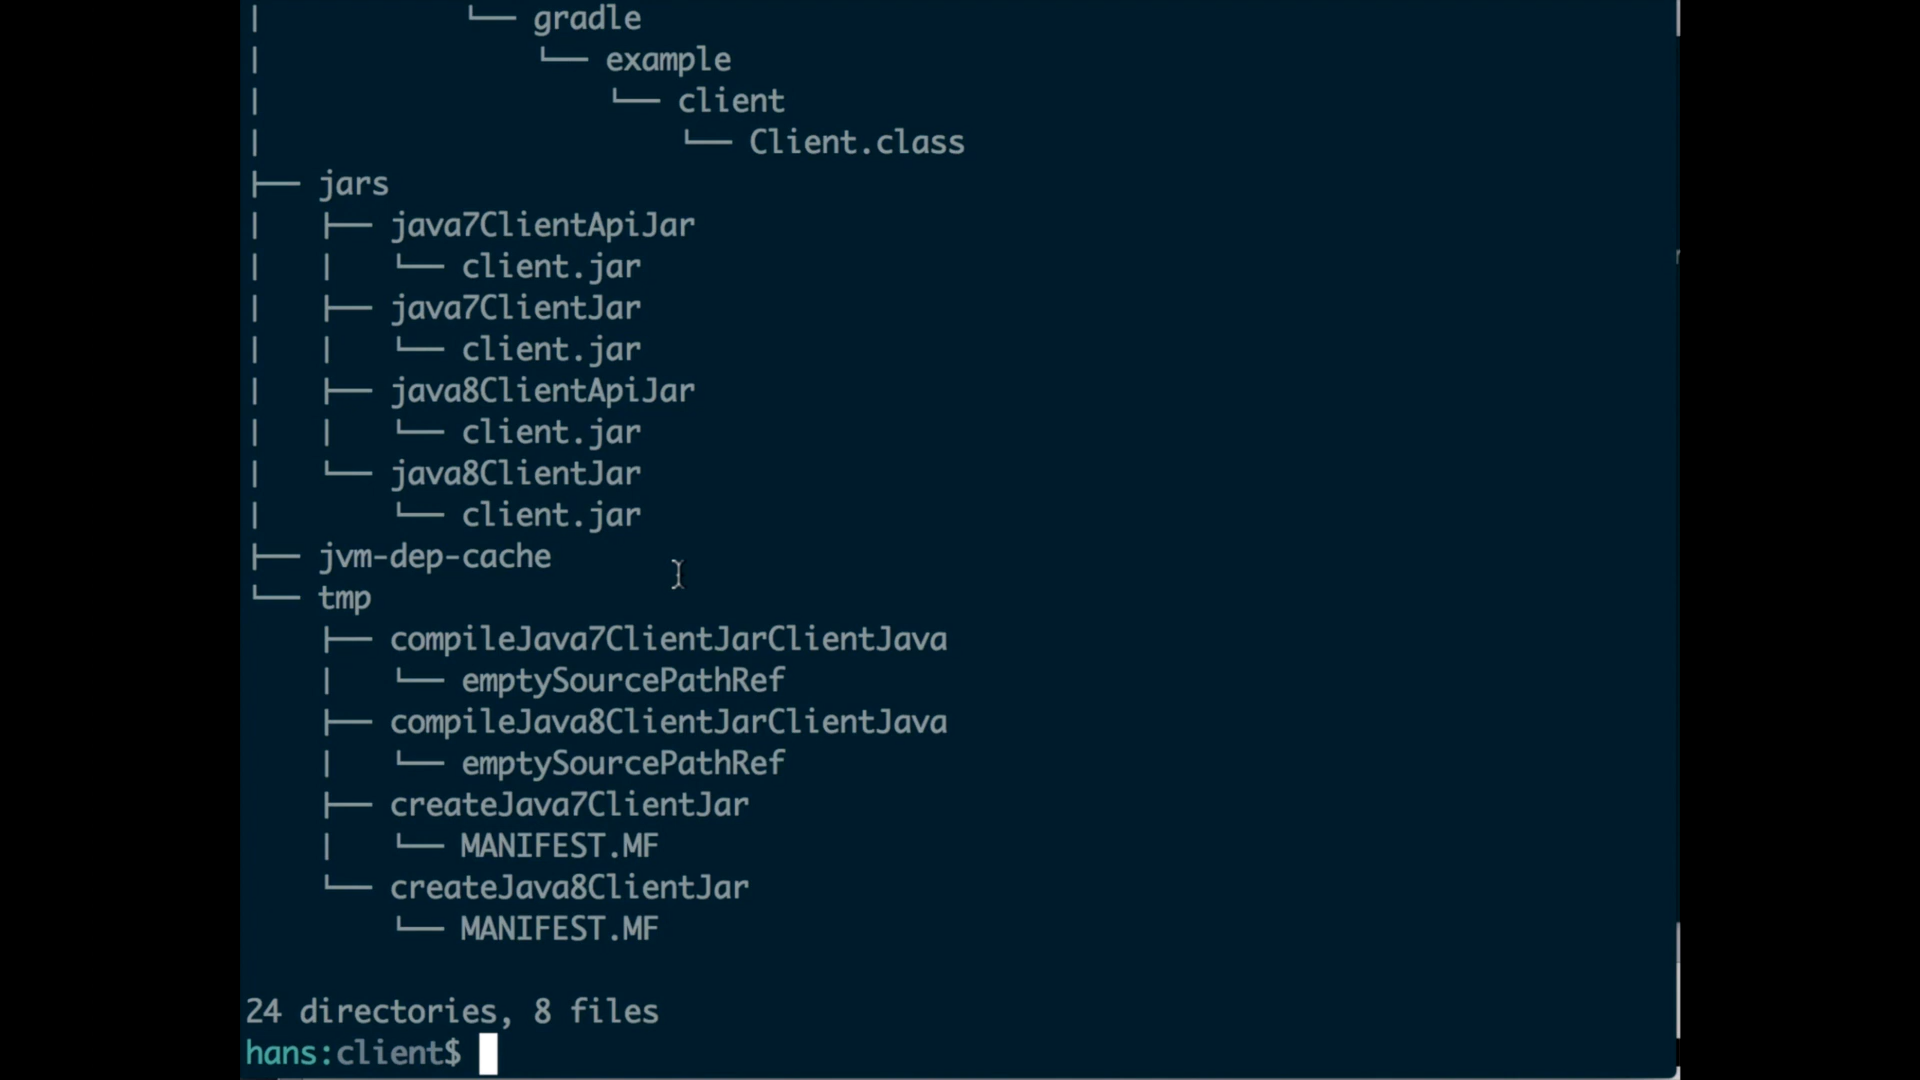 │           └── gradle
│               └── example
│                   └── client
│                       └── Client.class
├── jars
│   ├── java7ClientApiJar
│   │   └── client.jar
│   ├── java7ClientJar
│   │   └── client.jar
│   ├── java8ClientApiJar
│   │   └── client.jar
│   └── java8ClientJar
│       └── client.jar
├── jvm-dep-cache
└── tmp
    ├── compileJava7ClientJarClientJava
    │   └── emptySourcePathRef
    ├── compileJava8ClientJarClientJava
    │   └── emptySourcePathRef
    ├── createJava7ClientJar
    │   └── MANIFEST.MF
    └── createJava8ClientJar
        └── MANIFEST.MF
24 directories, 8 files
hans:client$